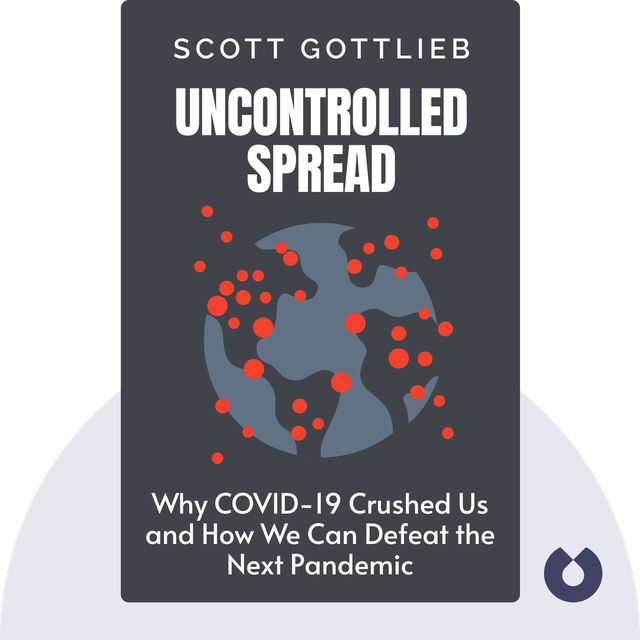 SCOTT GOTTLIEB
UNCONTROLLED
SPREAD
Why COVID-19 Crushed Us
and How We Can Defeat the
Next Pandemic